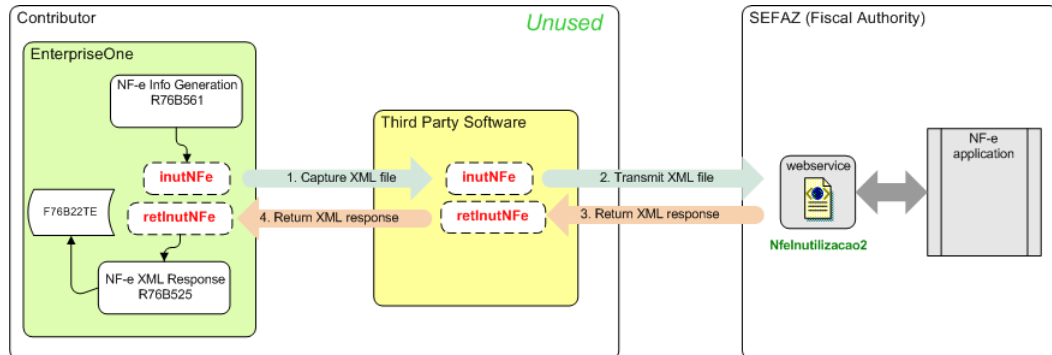 Contributor
Unused
SEFAZ (Fiscal Authority)
EnterpriseOne
NF-e Info Generation
R76B561
Third Party Software
NF-e
application
webservice
inutNFe
1. Capture XML file
inutNFe
2. Transmit XML file
F76B22TE
retInutNFe
4. Return XML response
retInutNFe
3. Return XML response
NfeInutilizacao2
NF-e XML Response
R76B525